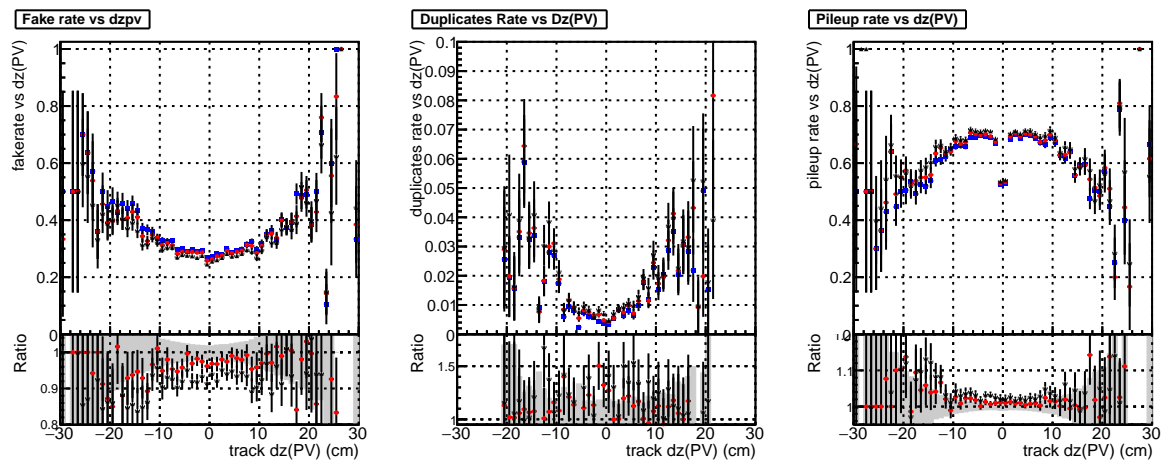 Fake rate vs dzpv
fakerate vs dz(PV)
1
0.8
0.6
0.4
0.2
0
Ratio
1
0.9
0.8
−30 −20 −10 0 10 20 30
track dz(PV) (cm)
Duplicates Rate vs Dz(PV)
duplicates rate vs Dz(PV)
0.1
0.09
0.08
0.07
0.06
0.05
0.04
0.03
0.02
0.01
0
Ratio
1.5
1
−30 −20 −10 0 10 20 30
track dz(PV) (cm)
Pileup rate vs dz(PV)
pileup rate vs dz(PV)
1
0.8
0.6
0.4
0.2
0
Ratio
1.1
1
−30 −20 −10 0 10 20 30
track dz(PV) (cm)